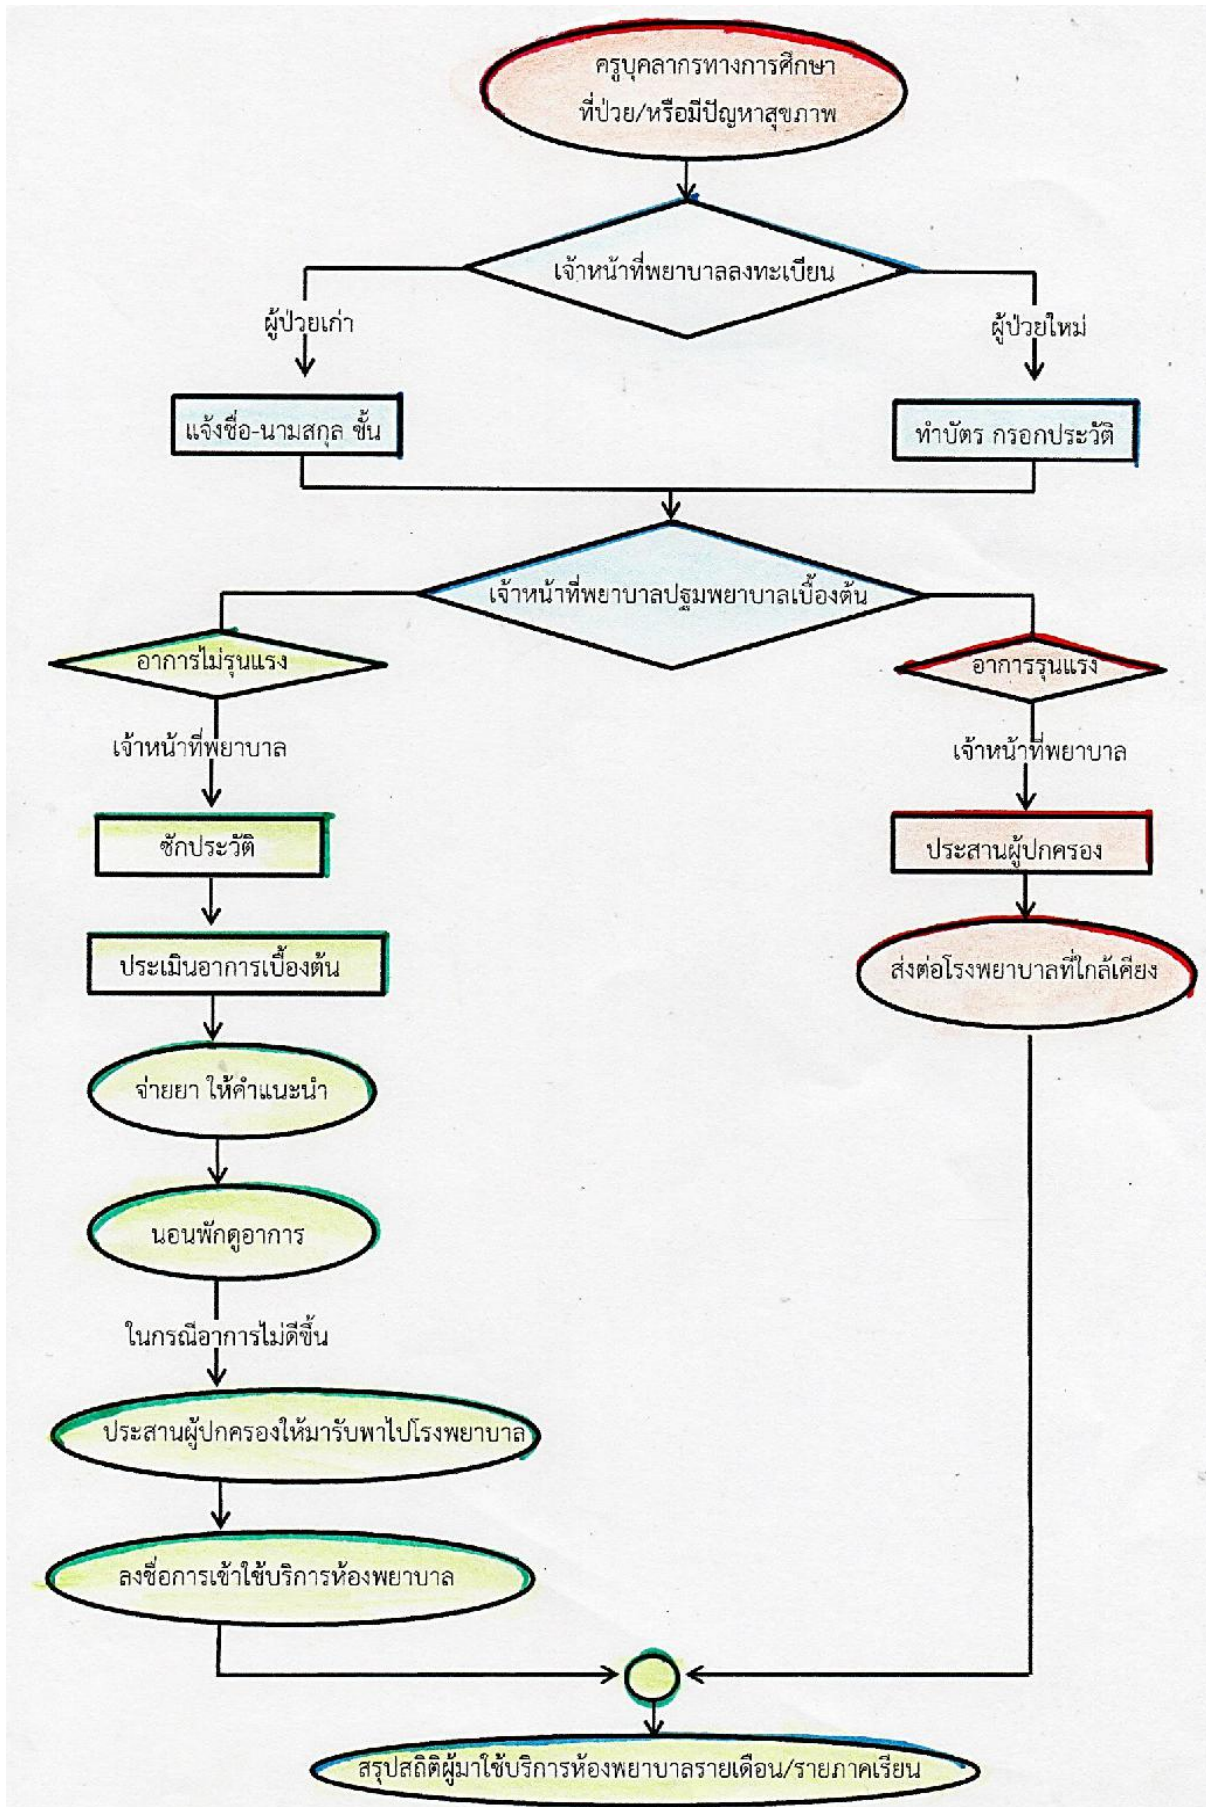 ครูบุคลากรทางการศึกษา
ที่ป่วย/หรือมีปัญหาสุขภาพ
เจ้าหน้าที่พยาบาลลงทะเบียน
ผู้ป่วยเก่า
ผู้ป่วยใหม่
แจ้งชื่อ-นามสกุล ชั้น
ทำบัตร กรอกประวัติ
เจ้าหน้าที่พยาบาลปฐมพยาบาลเบื้องต้น
อาการไม่รุนแรง
อาการรุนแรง
เจ้าหน้าที่พยาบาล
เจ้าหน้าที่พยาบาล
ซักประวัติ
ประสานผู้ปกครอง
ประเมินอาการเบื้องต้น
ส่งต่อโรงพยาบาลที่ใกล้เคียง
จ่ายยา ให้คำแนะนำ
นอนพักดูอาการ
ในกรณีอาการไม่ดีขึ้น
ประสานผู้ปกครองให้มารับพาไปโรงพยาบาล
ลงชื่อการเข้าใช้บริการห้องพยาบาล
สรุปสถิติผู้มาใช้บริการห้องพยาบาลรายเดือน/รายภาคเรียน